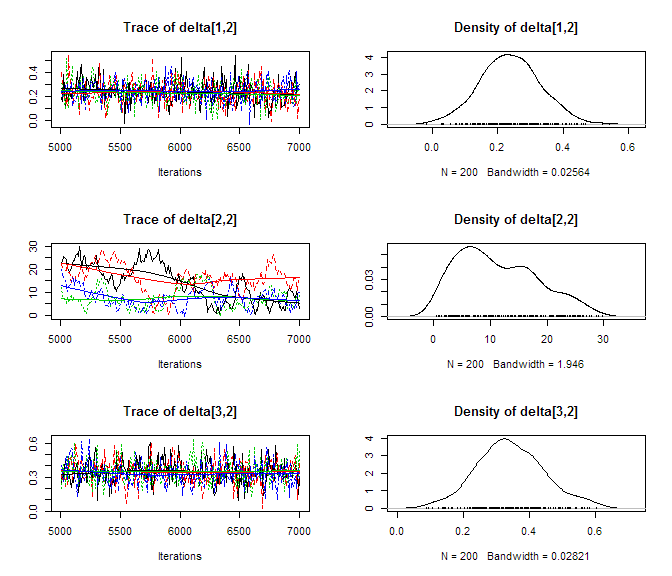 Trace of delta[1,2]
0.0 0.2 0.4
5000 5500 6000 6500 7000
Iterations
Density of delta[1,2]
0 1 2 3 4
0.0 0.2 0.4 0.6
N = 200 Bandwidth = 0.02564
Trace of delta[2,2]
0 5 10 20 30
5000 5500 6000 6500 7000
Iterations
Density of delta[2,2]
0.00 0.03
0 10 20 30
N = 200 Bandwidth = 1.946
Trace of delta[3,2]
0.0 0.3 0.6
5000 5500 6000 6500 7000
Iterations
Density of delta[3,2]
0 1 2 3 4
0.0 0.2 0.4 0.6
N = 200 Bandwidth = 0.02821